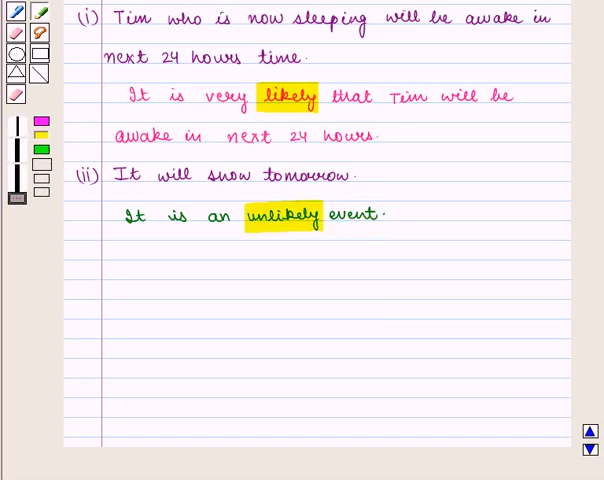 (i) Tim who is now sleeping will be awake in
next 24 hours time.
It is very likely that Tim will be
awake in next 24 hours.
(ii) It will snow tomorrow.
It is an unlikely event.